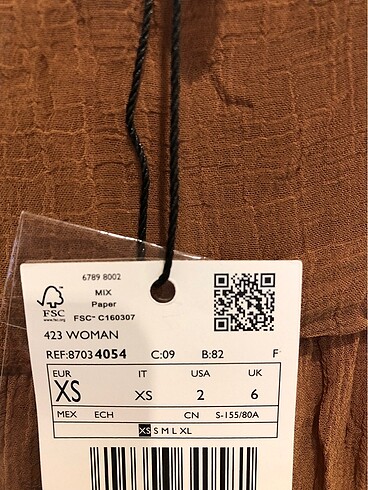 6789 8002
MIX
Paper
FSC™ C160307
FSC
www.fsc.org
423 WOMAN
REF:8703 4054 C:09 B:82 F
EUR IT USA UK
XS XS 2 6
MEX ECH CN S-155/80A
XS S M L XL